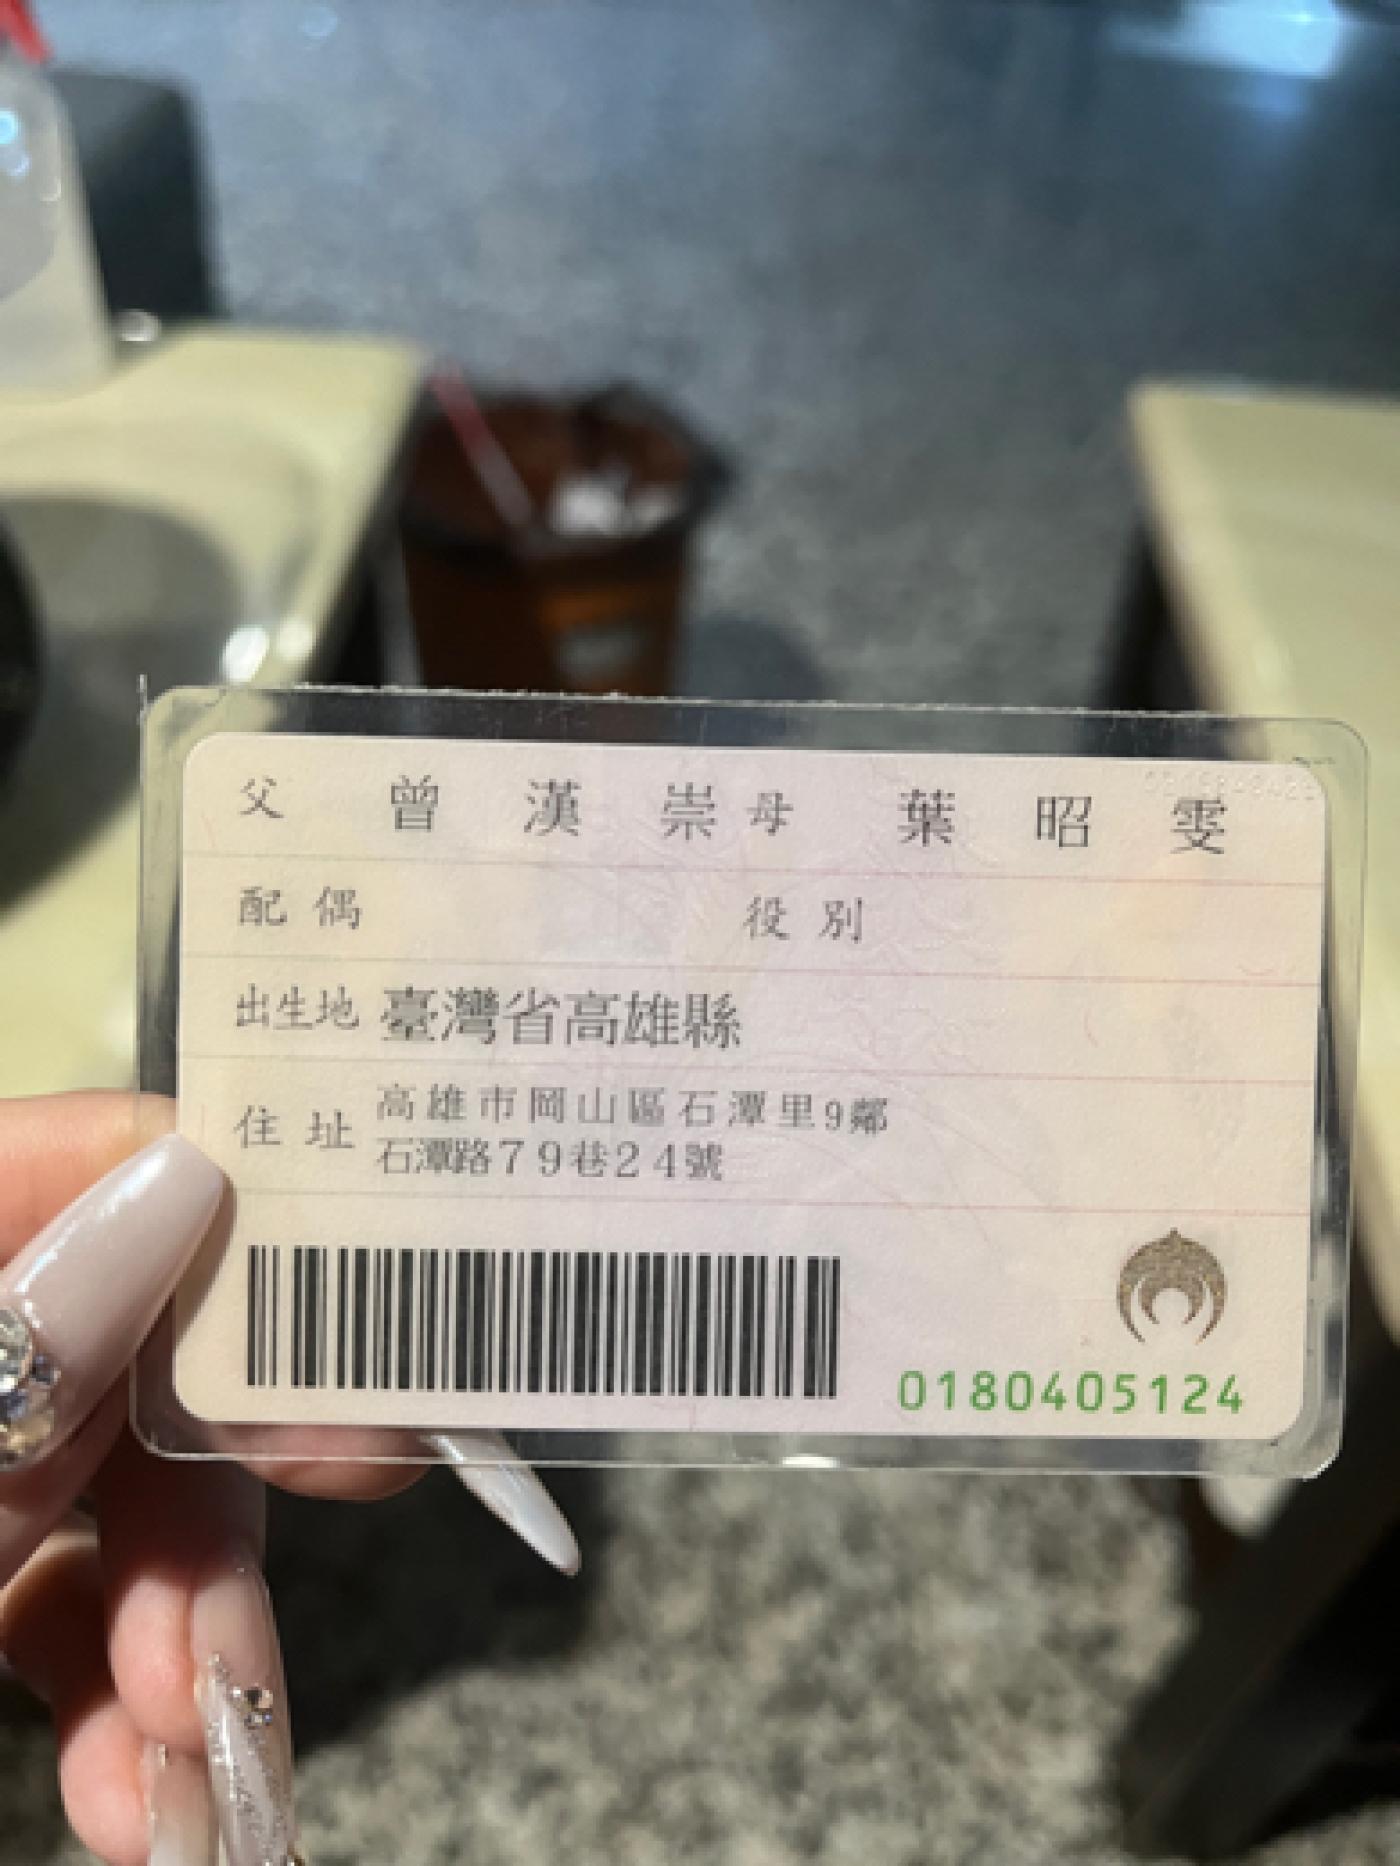 父 曾漢崇 母 葉昭雯
配偶 役別
出生地 臺灣省高雄縣
住址 高雄市岡山區石潭里9鄰
石潭路79巷24號
0180405124